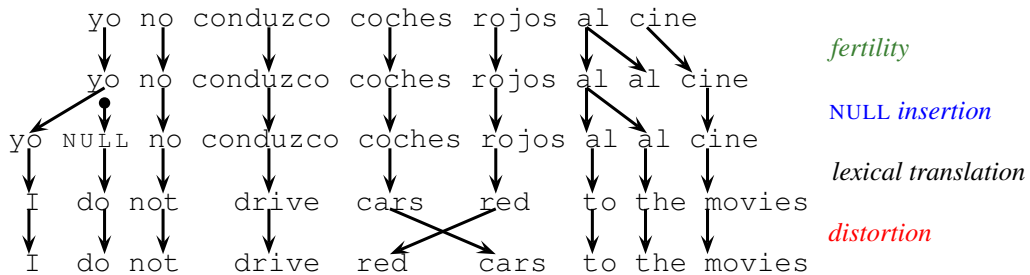 yo no conduzco coches rojos al cine
fertility
yo no conduzco coches rojos al al cine
NULL insertion
yo NULL no conduzco coches rojos al al cine
lexical translation
I do not drive cars red to the movies
distortion
I do not drive red cars to the movies